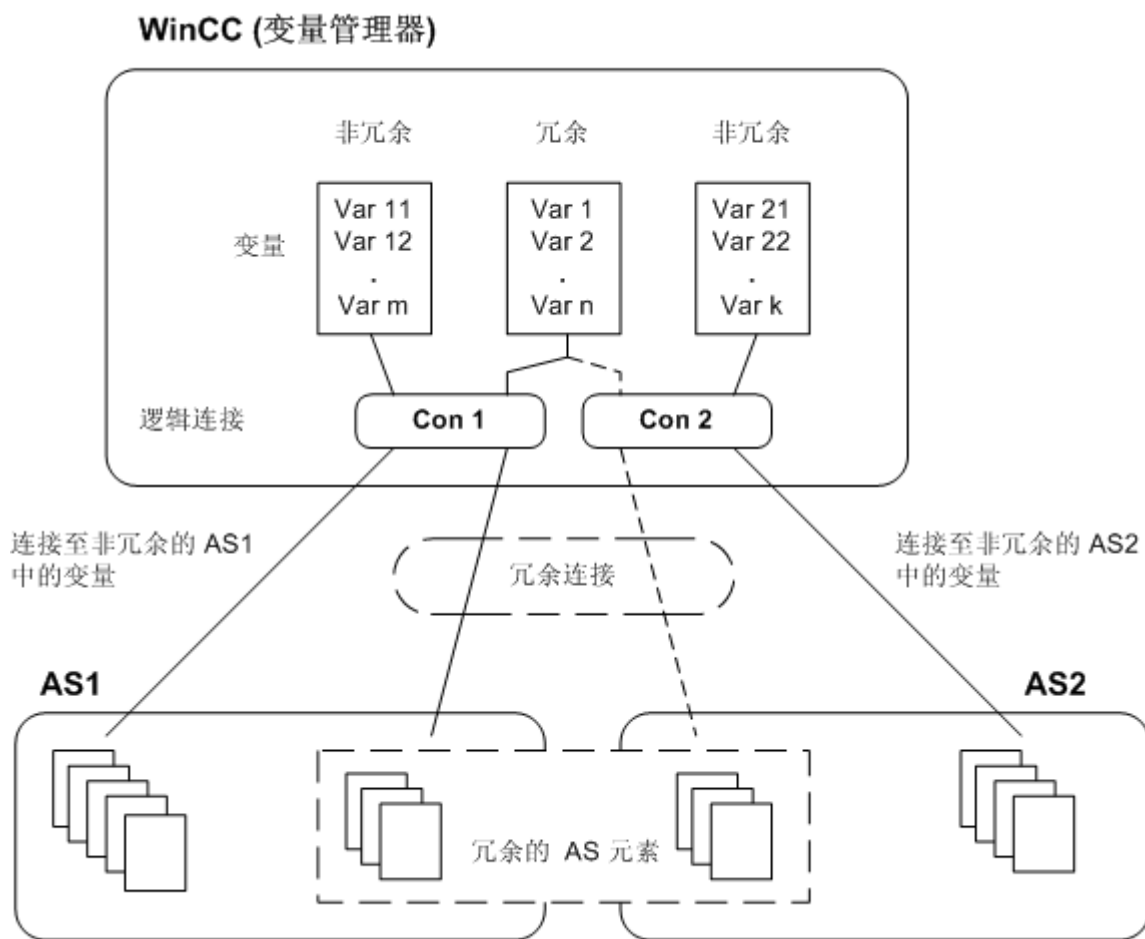 WinCC (变量管理器)
非冗余
冗余
非冗余
变量
Var 11
Var 12
.
Var m
Var 1
Var 2
.
Var n
Var 21
Var 22
.
Var k
逻辑连接
Con 1
Con 2
连接至非冗余的 AS1
中的变量
冗余连接
连接至非冗余的 AS2
中的变量
AS1
AS2
冗余的 AS 元素